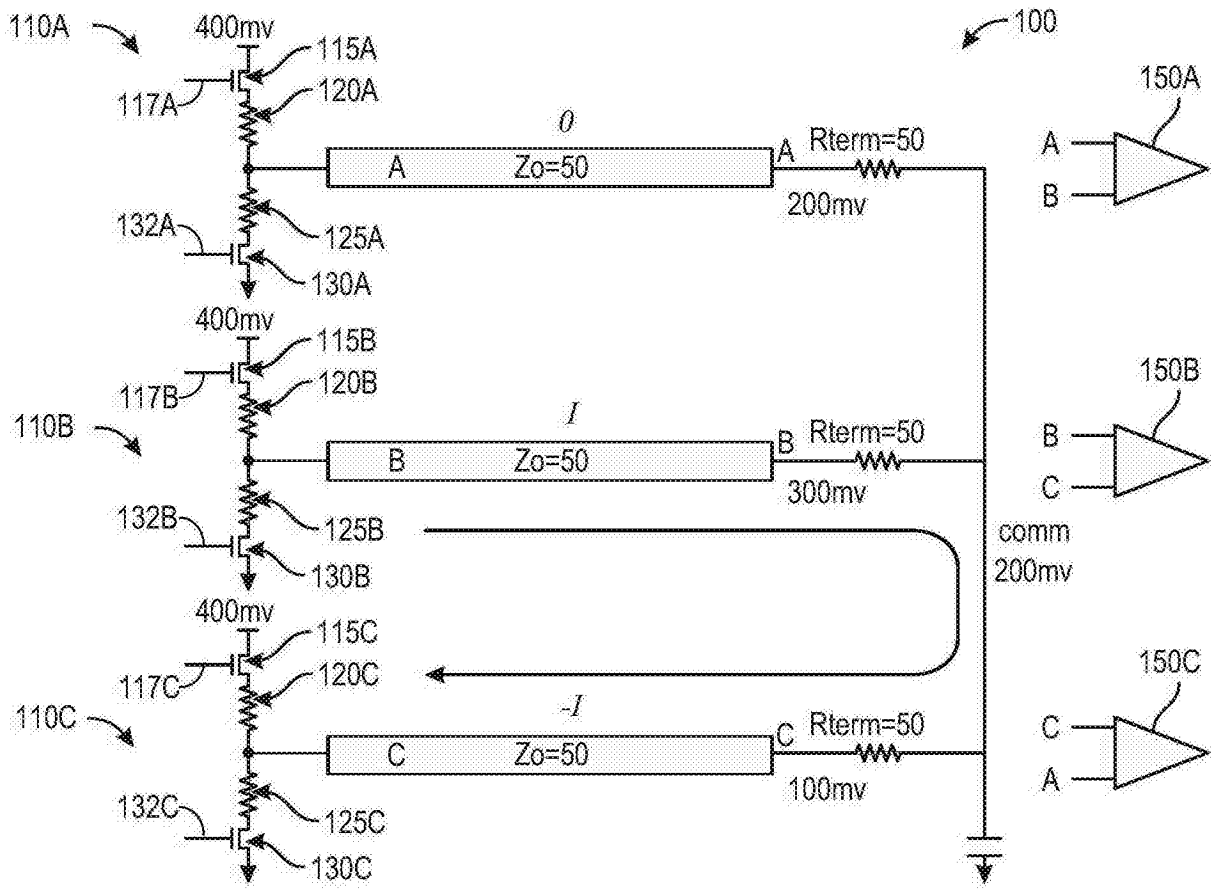 110A
400mv
115A
100
117A
120A
150A
0
A
Zo=50
A
Rterm=50
200mv
A
B
132A
125A
130A
400mv
115B
117B
120B
150B
110B
I
B
Zo=50
B
Rterm=50
300mv
B
C
132B
125B
130B
comm
200mv
400mv
115C
117C
120C
150C
110C
-I
C
Zo=50
C
Rterm=50
100mv
C
A
132C
125C
130C